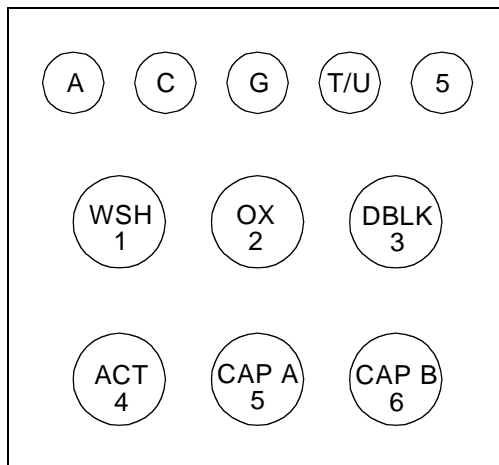 A C G T/U 5
WSH OX DBLK
1 2 3
ACT CAP A CAP B
4 5 6